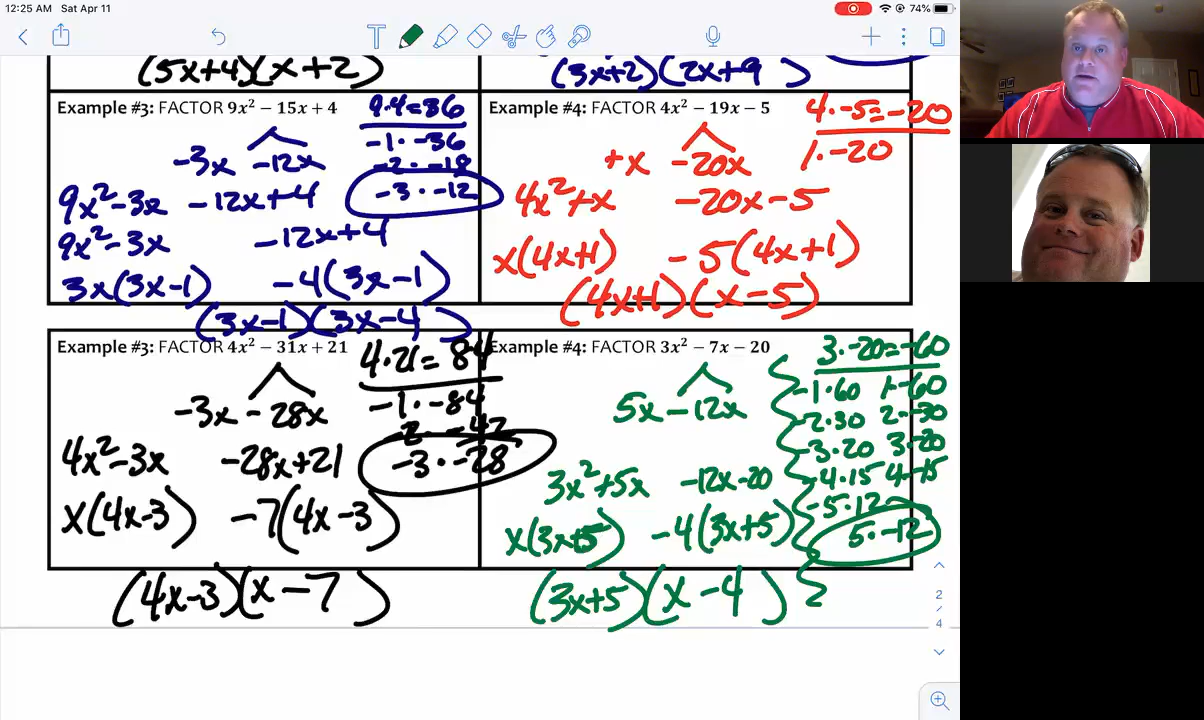 12:25 AM Sat Apr 11
74%
(5x+4)(x+2)
(3x+2)(2x+9)
Example #3: FACTOR 9x² − 15x + 4
9·4=36
-1·-36
-2·-18
-3·-12
-3x -12x
9x²-3x -12x+4
9x²-3x -12x+4
3x(3x-1) -4(3x-1)
(3x-1)(3x-4)
Example #4: FACTOR 4x² − 19x − 5
4·-5=-20
1·-20
+x -20x
4x²+x -20x-5
x(4x+1) -5(4x+1)
(4x+1)(x-5)
Example #3: FACTOR 4x² − 31x + 21
4·21=84
-1·-84
-2·-42
-3·-28
-3x -28x
4x²-3x -28x+21
x(4x-3) -7(4x-3)
(4x-3)(x-7)
Example #4: FACTOR 3x² − 7x − 20
3·-20=-60
-1·60 1·-60
-2·30 2·-30
-3·20 3·-20
-4·15 4·-15
-5·12
5·-12
5x -12x
3x²+5x -12x-20
x(3x+5) -4(3x+5)
(3x+5)(x-4)
2
/
4